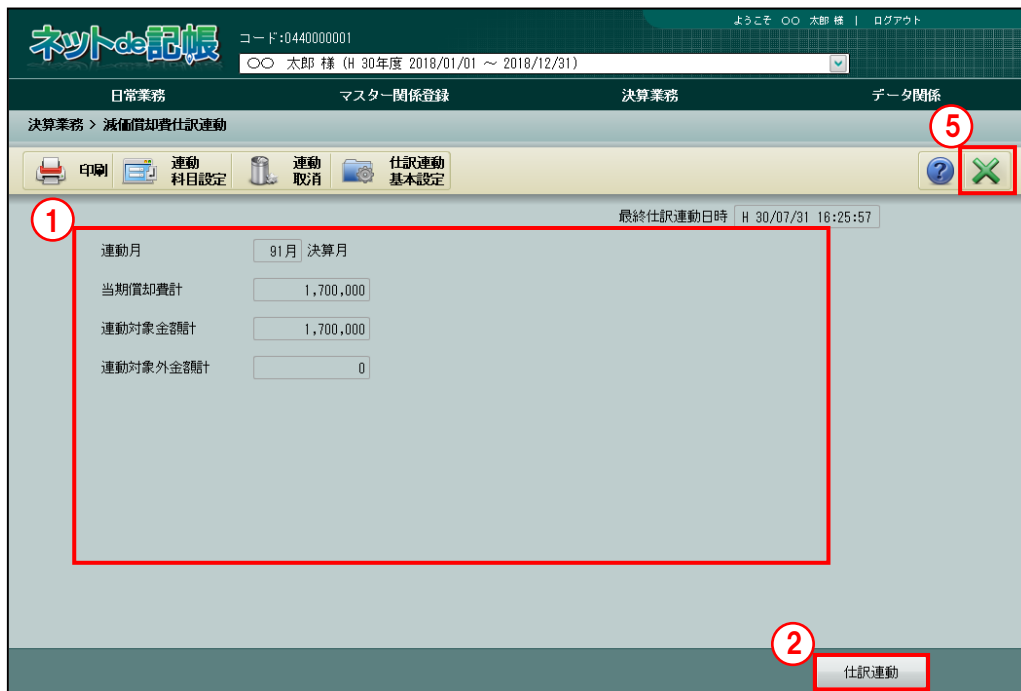 ようこそ 〇〇 太郎 様 | ログアウト
ネットde記帳
コード:0440000001
〇〇 太郎 様 (H 30年度 2018/01/01 ～ 2018/12/31)
日常業務 マスター関係登録 決算業務 データ関係
決算業務 > 減価償却費仕訳連動
5
印刷 連動科目設定 連動取消 仕訳連動基本設定 ?
1
最終仕訳連動日時 H 30/07/31 16:25:57
連動月 91月 決算月
当期償却費計 1,700,000
連動対象金額計 1,700,000
連動対象外金額計 0
2
仕訳連動